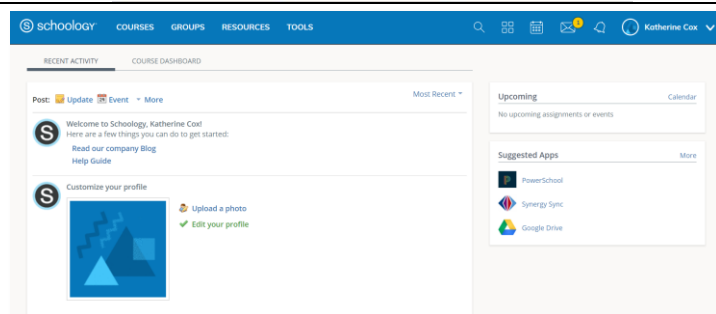 schoology COURSES GROUPS RESOURCES TOOLS 1 Katherine Cox
RECENT ACTIVITY COURSE DASHBOARD
Post: Update Event More Most Recent
Welcome to Schoology, Katherine Cox!
Here are a few things you can do to get started:
Read our company Blog
Help Guide
Customize your profile
Upload a photo
Edit your profile
Upcoming Calendar
No upcoming assignments or events
Suggested Apps More
PowerSchool
Synergy Sync
Google Drive